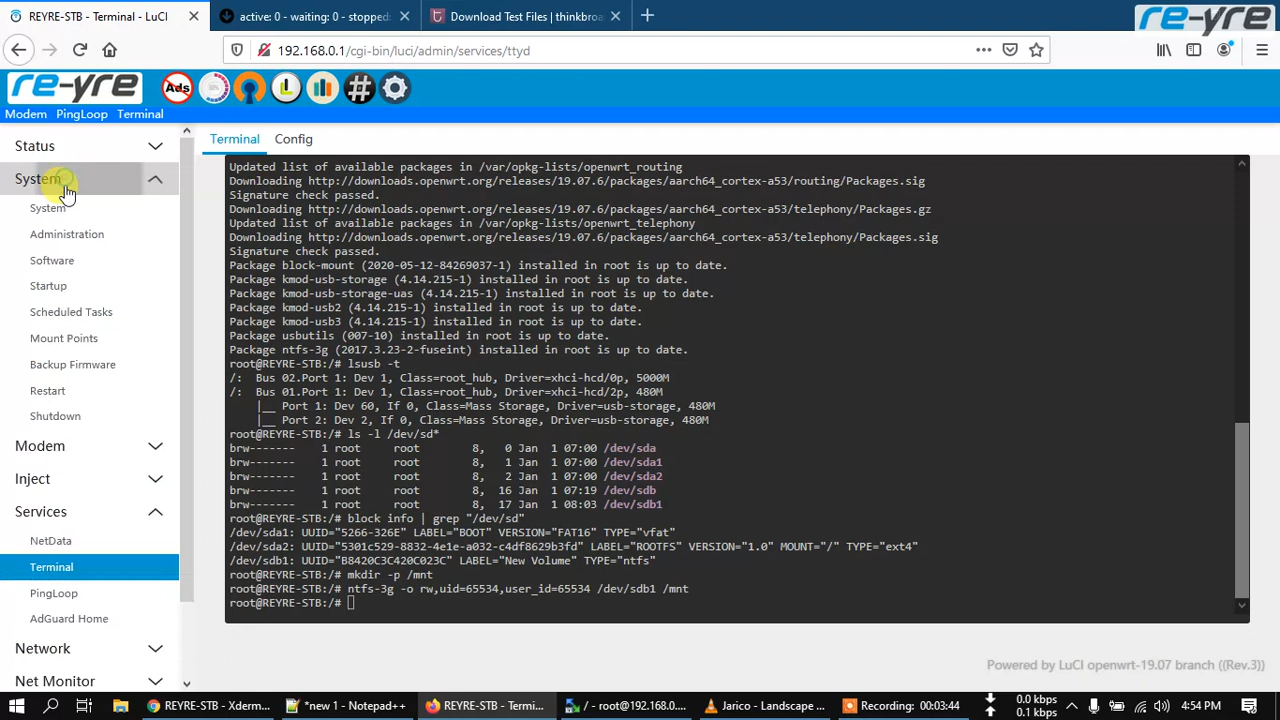 REYRE-STB - Terminal - LuCI
active: 0 - waiting: 0 - stopped:
Download Test Files | thinkbroa
re-yre
192.168.0.1/cgi-bin/luci/admin/services/ttyd
re-yre
Ads
Modem PingLoop Terminal
Status
System
System
Administration
Software
Startup
Scheduled Tasks
Mount Points
Backup Firmware
Restart
Shutdown
Modem
Inject
Services
NetData
Terminal
PingLoop
AdGuard Home
Network
Net Monitor
Terminal Config
Updated list of available packages in /var/opkg-lists/openwrt_routing
Downloading http://downloads.openwrt.org/releases/19.07.6/packages/aarch64_cortex-a53/routing/Packages.sig
Signature check passed.
Downloading http://downloads.openwrt.org/releases/19.07.6/packages/aarch64_cortex-a53/telephony/Packages.gz
Updated list of available packages in /var/opkg-lists/openwrt_telephony
Downloading http://downloads.openwrt.org/releases/19.07.6/packages/aarch64_cortex-a53/telephony/Packages.sig
Signature check passed.
Package block-mount (2020-05-12-84269037-1) installed in root is up to date.
Package kmod-usb-storage (4.14.215-1) installed in root is up to date.
Package kmod-usb-storage-uas (4.14.215-1) installed in root is up to date.
Package kmod-usb2 (4.14.215-1) installed in root is up to date.
Package kmod-usb3 (4.14.215-1) installed in root is up to date.
Package usbutils (007-10) installed in root is up to date.
Package ntfs-3g (2017.3.23-2-fuseint) installed in root is up to date.
root@REYRE-STB:/# lsusb -t
/: Bus 02.Port 1: Dev 1, Class=root_hub, Driver=xhci-hcd/0p, 5000M
/: Bus 01.Port 1: Dev 1, Class=root_hub, Driver=xhci-hcd/2p, 480M
|__ Port 1: Dev 60, If 0, Class=Mass Storage, Driver=usb-storage, 480M
|__ Port 2: Dev 2, If 0, Class=Mass Storage, Driver=usb-storage, 480M
root@REYRE-STB:/# ls -l /dev/sd*
brw------- 1 root root 8, 0 Jan 1 07:00 /dev/sda
brw------- 1 root root 8, 1 Jan 1 07:00 /dev/sda1
brw------- 1 root root 8, 2 Jan 1 07:00 /dev/sda2
brw------- 1 root root 8, 16 Jan 1 07:19 /dev/sdb
brw------- 1 root root 8, 17 Jan 1 08:03 /dev/sdb1
root@REYRE-STB:/# block info | grep "/dev/sd"
/dev/sda1: UUID="5266-326E" LABEL="BOOT" VERSION="FAT16" TYPE="vfat"
/dev/sda2: UUID="5301c529-8832-4e1e-a032-c4df8629b3fd" LABEL="ROOTFS" VERSION="1.0" MOUNT="/" TYPE="ext4"
/dev/sdb1: UUID="B8420C3C420C023C" LABEL="New Volume" TYPE="ntfs"
root@REYRE-STB:/# mkdir -p /mnt
root@REYRE-STB:/# ntfs-3g -o rw,uid=65534,user_id=65534 /dev/sdb1 /mnt
root@REYRE-STB:/#
Powered by LuCI openwrt-19.07 branch ((Rev.3))
REYRE-STB - Xderm...
*new 1 - Notepad++
REYRE-STB - Termi...
/ - root@192.168.0....
Jarico - Landscape ...
Recording: 00:03:44
0.0 kbps
0.1 kbps
4:54 PM